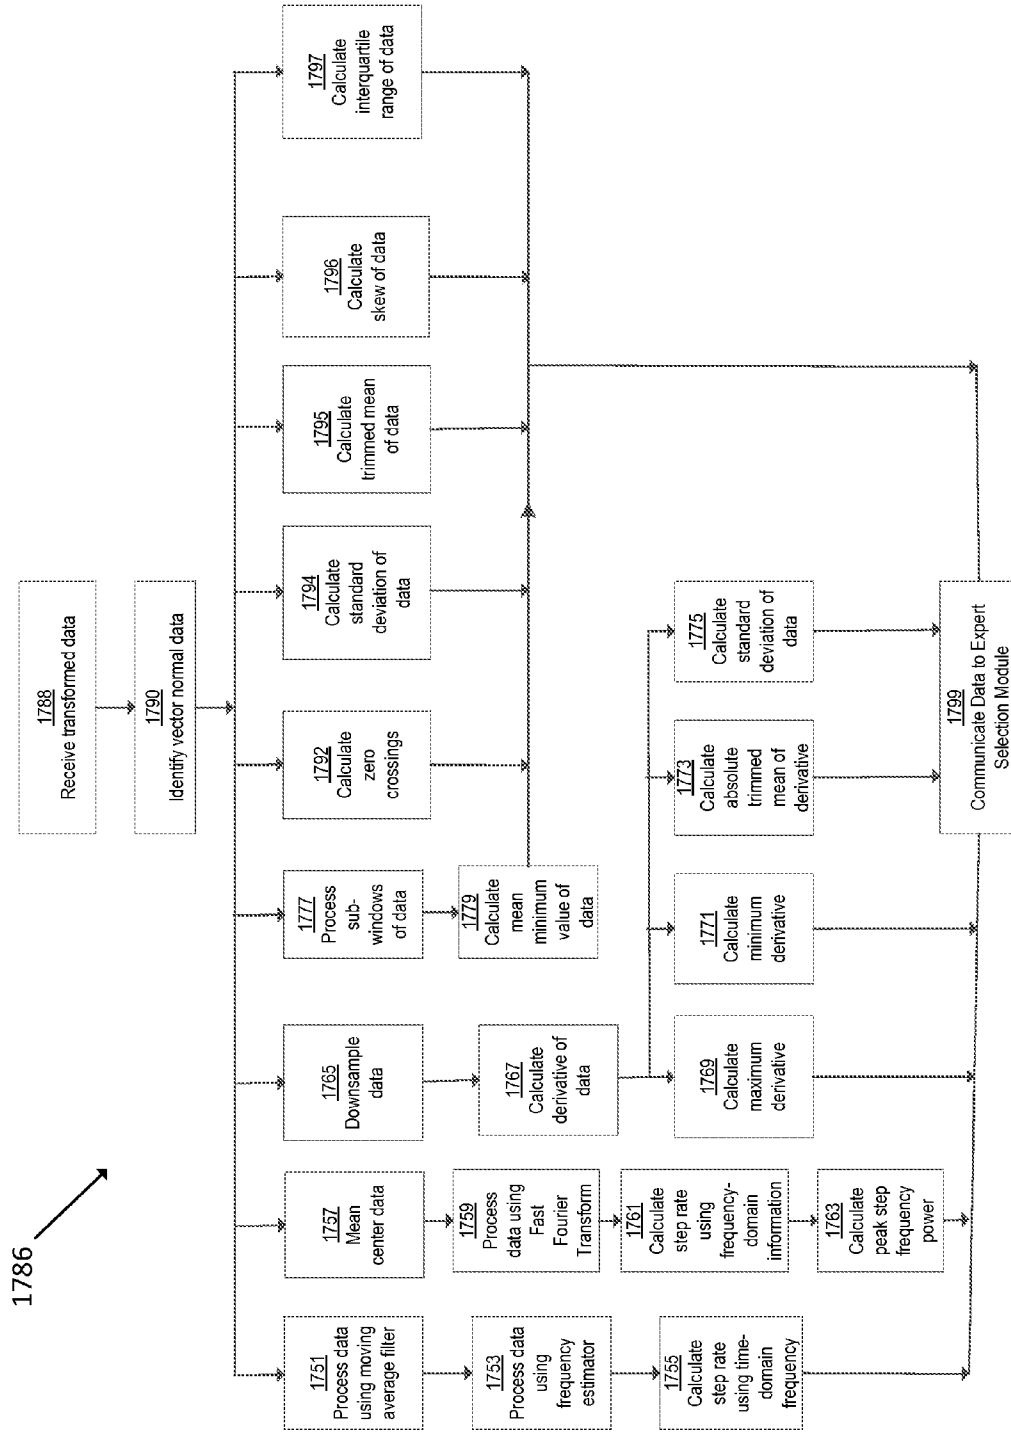 1786
1788
Receive transformed data
1790
Identify vector normal data
1751
Process data
using moving
average filter
1757
Mean
center data
1765
Downsample
data
1777
Process
sub-
windows
of data
1792
Calculate
zero
crossings
1794
Calculate
standard
deviation of
data
1795
Calculate
trimmed mean
of data
1796
Calculate
skew of data
1797
Calculate
interquartile
range of data
1753
Process data
using
frequency
estimator
1759
Process
data using
Fast
Fourier
Transform
1767
Calculate
derivative of
data
1779
Calculate
mean
minimum
value of
data
1755
Calculate
step rate
using time-
domain
frequency
1761
Calculate
step rate
using
frequency-
domain
information
1763
Calculate
peak step
frequency
power
1769
Calculate
maximum
derivative
1771
Calculate
minimum
derivative
1773
Calculate
absolute
trimmed
mean of
derivative
1775
Calculate
standard
deviation of
data
1799
Communicate Data to Expert
Selection Module